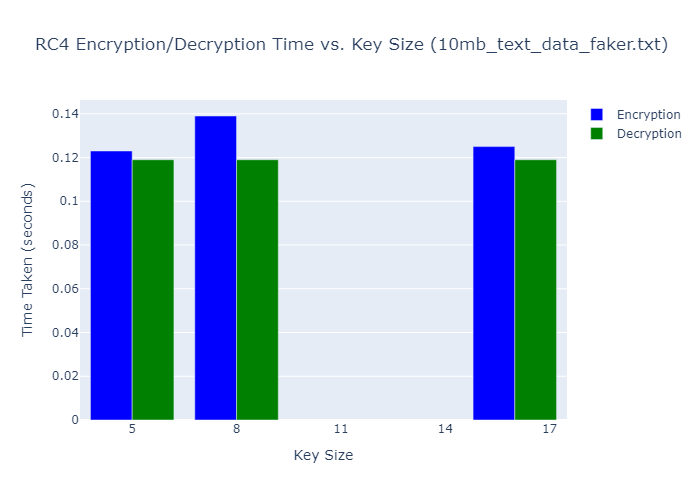 RC4 Encryption/Decryption Time vs. Key Size (10mb_text_data_faker.txt)
Encryption
Decryption
0.14
0.12
0.1
0.08
0.06
0.04
0.02
0
Time Taken (seconds)
5 8 11 14 17
Key Size